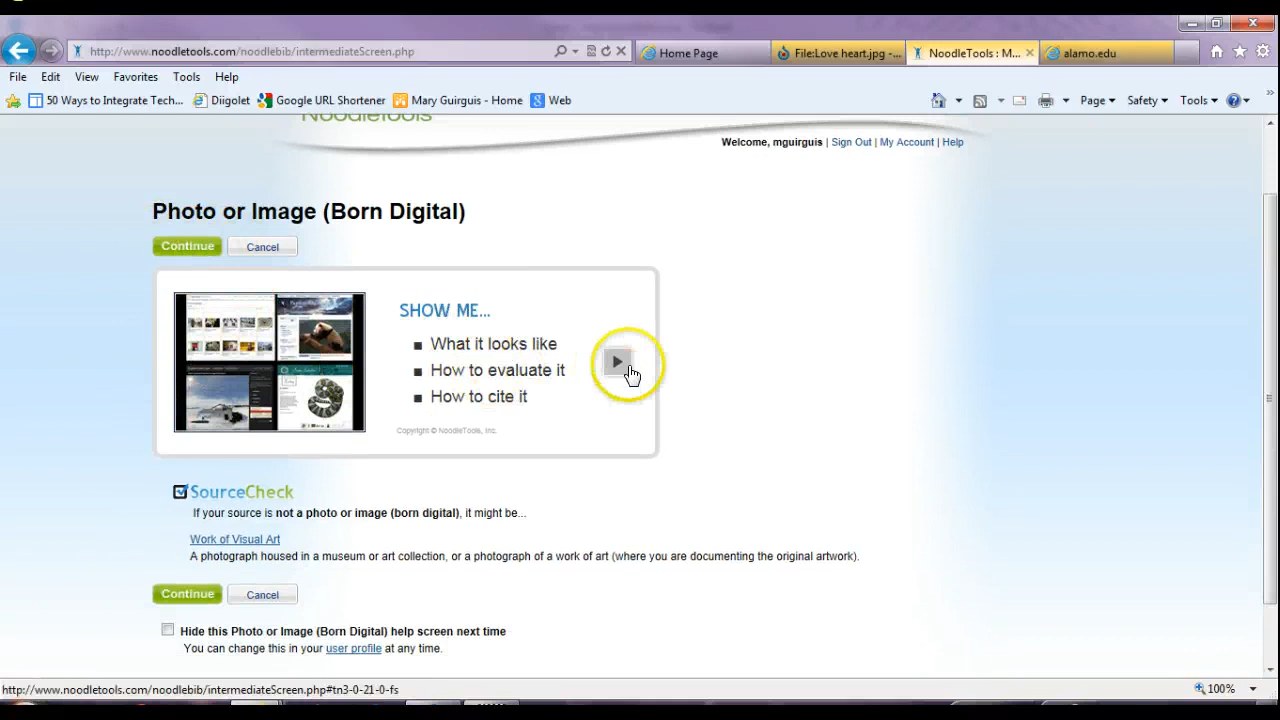 http://www.noodletools.com/noodlebib/intermediateScreen.php
Home Page
File:Love heart.jpg -...
NoodleTools : M...
alamo.edu
File Edit View Favorites Tools Help
50 Ways to Integrate Tech... Diigolet Google URL Shortener Mary Guirguis - Home Web
Page Safety Tools
NoodleTools
Welcome, mguirguis | Sign Out | My Account | Help
Photo or Image (Born Digital)
Continue Cancel
SHOW ME...
What it looks like
How to evaluate it
How to cite it
Copyright © NoodleTools, Inc.
SourceCheck
If your source is not a photo or image (born digital), it might be...
Work of Visual Art
A photograph housed in a museum or art collection, or a photograph of a work of art (where you are documenting the original artwork).
Continue Cancel
Hide this Photo or Image (Born Digital) help screen next time
You can change this in your user profile at any time.
http://www.noodletools.com/noodlebib/intermediateScreen.php#tn3-0-21-0-fs
100%